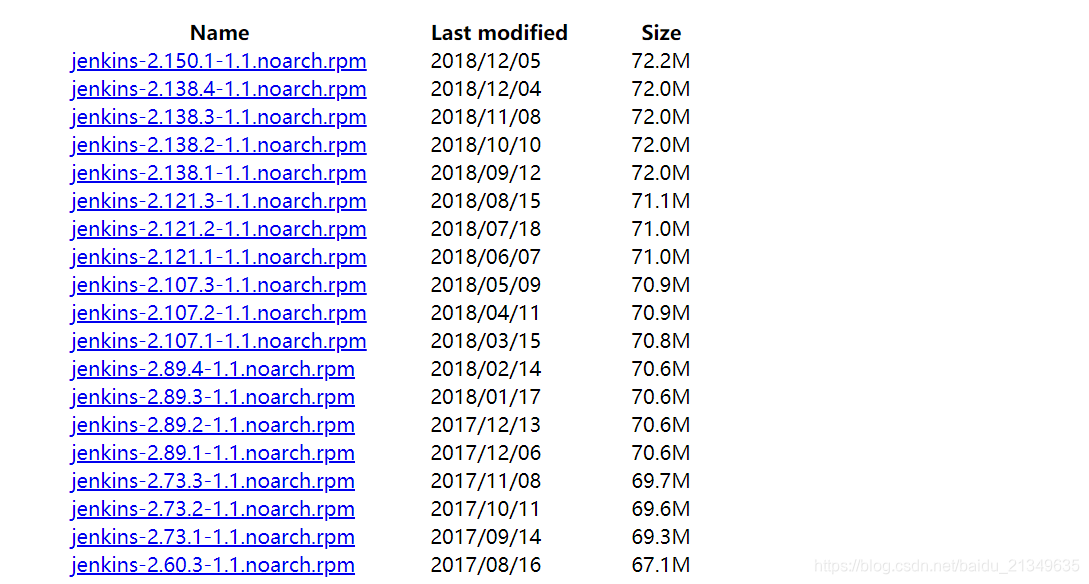 Name Last modified Size
jenkins-2.150.1-1.1.noarch.rpm 2018/12/05 72.2M
jenkins-2.138.4-1.1.noarch.rpm 2018/12/04 72.0M
jenkins-2.138.3-1.1.noarch.rpm 2018/11/08 72.0M
jenkins-2.138.2-1.1.noarch.rpm 2018/10/10 72.0M
jenkins-2.138.1-1.1.noarch.rpm 2018/09/12 72.0M
jenkins-2.121.3-1.1.noarch.rpm 2018/08/15 71.1M
jenkins-2.121.2-1.1.noarch.rpm 2018/07/18 71.0M
jenkins-2.121.1-1.1.noarch.rpm 2018/06/07 71.0M
jenkins-2.107.3-1.1.noarch.rpm 2018/05/09 70.9M
jenkins-2.107.2-1.1.noarch.rpm 2018/04/11 70.9M
jenkins-2.107.1-1.1.noarch.rpm 2018/03/15 70.8M
jenkins-2.89.4-1.1.noarch.rpm 2018/02/14 70.6M
jenkins-2.89.3-1.1.noarch.rpm 2018/01/17 70.6M
jenkins-2.89.2-1.1.noarch.rpm 2017/12/13 70.6M
jenkins-2.89.1-1.1.noarch.rpm 2017/12/06 70.6M
jenkins-2.73.3-1.1.noarch.rpm 2017/11/08 69.7M
jenkins-2.73.2-1.1.noarch.rpm 2017/10/11 69.6M
jenkins-2.73.1-1.1.noarch.rpm 2017/09/14 69.3M
jenkins-2.60.3-1.1.noarch.rpm 2017/08/16 67.1M
https://blog.csdn.net/baidu_21349635